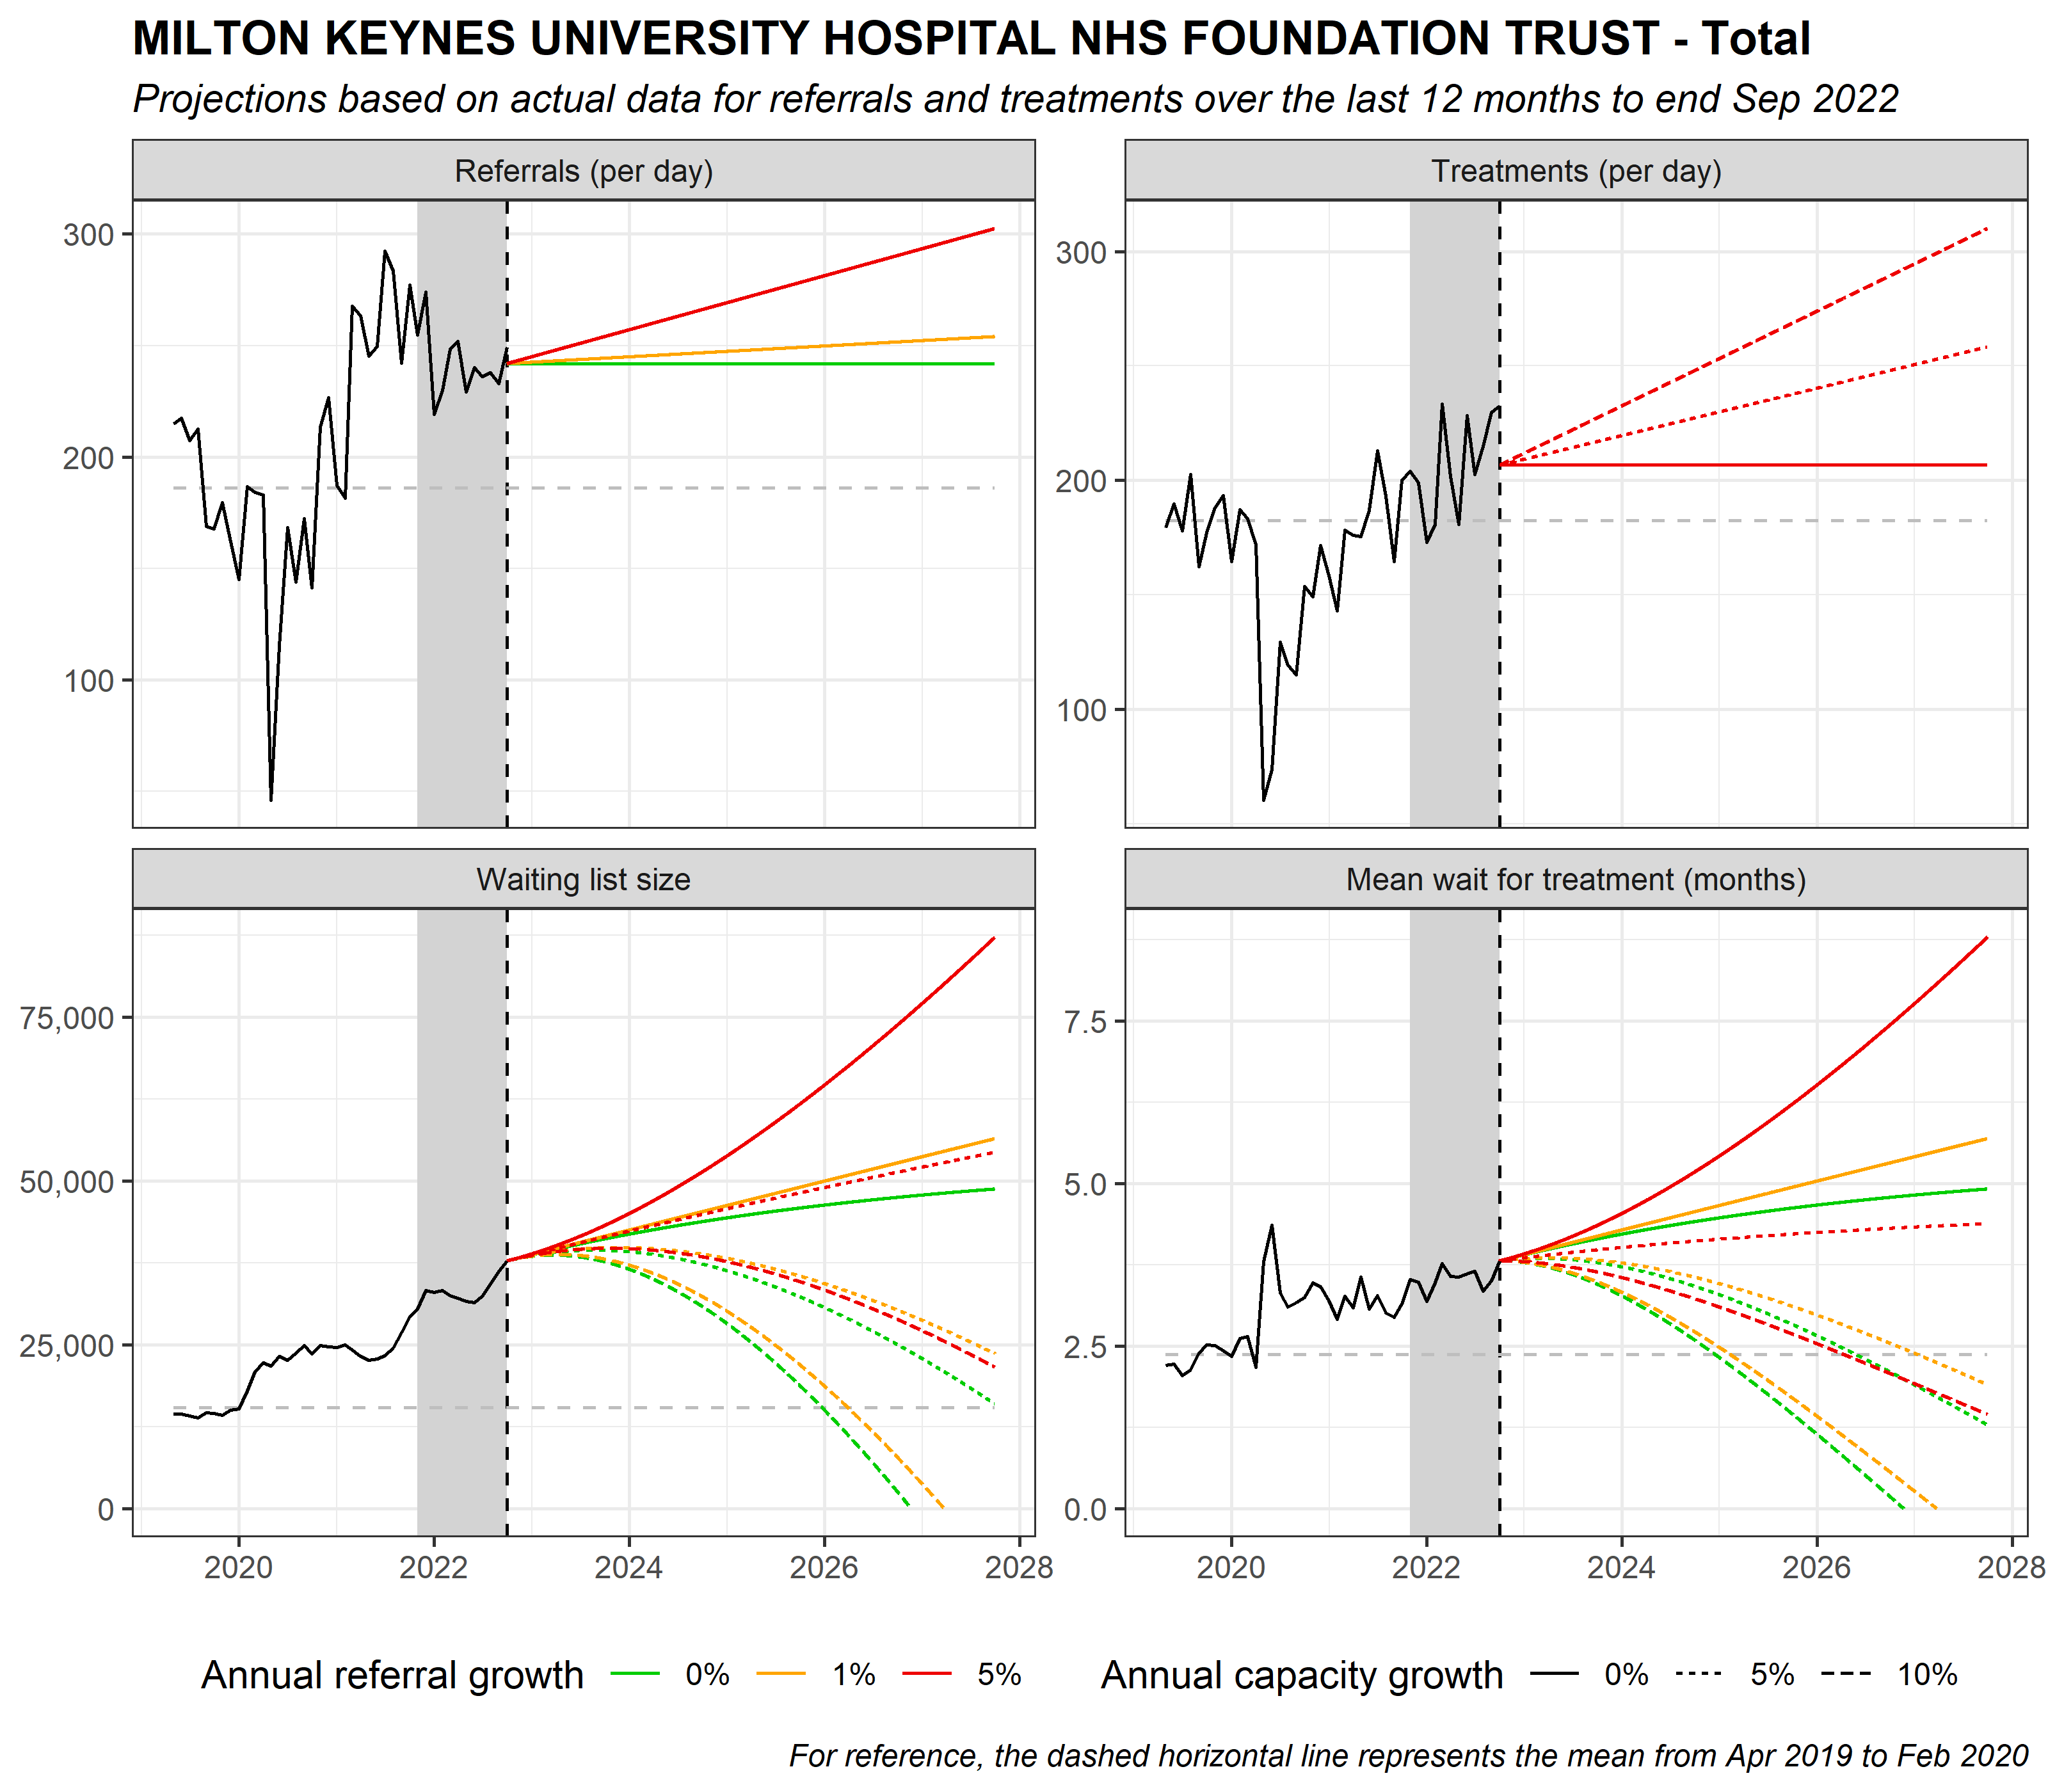 MILTON KEYNES UNIVERSITY HOSPITAL NHS FOUNDATION TRUST - Total
Projections based on actual data for referrals and treatments over the last 12 months to end Sep 2022
Referrals (per day)
300
200
100
Treatments (per day)
300
200
100
Waiting list size
75,000
50,000
25,000
0
2020 2022 2024 2026 2028
Mean wait for treatment (months)
7.5
5.0
2.5
0.0
2020 2022 2024 2026 2028
Annual referral growth 0% 1% 5%
Annual capacity growth 0% 5% 10%
For reference, the dashed horizontal line represents the mean from Apr 2019 to Feb 2020